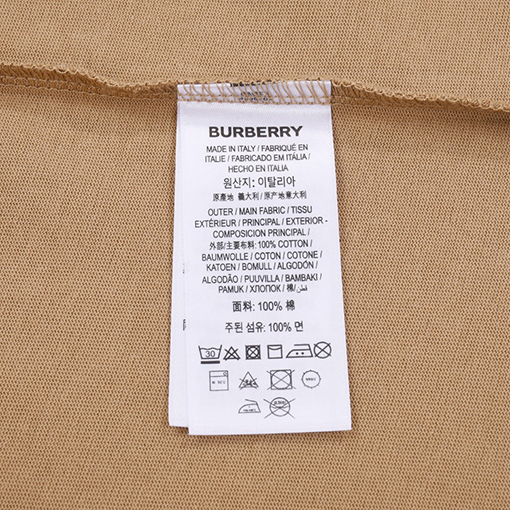 BURBERRY
MADE IN ITALY / FABRIQUÉ EN
ITALIE / FABRICADO EM ITÁLIA /
HECHO EN ITALIA
원산지: 이탈리아
原產地 義大利 / 原产地意大利
OUTER / MAIN FABRIC / TISSU
EXTÉRIEUR / PRINCIPAL / EXTERIOR -
COMPOSICIÓN PRINCIPAL /
外部/主要布料: 100% COTTON /
BAUMWOLLE / COTON / COTONE /
KATOEN / BOMULL / ALGODÓN /
ALGODÃO / PUUVILLA / BAMBAKI /
PAMUK / ХЛОПОК / 棉/ قطن/
面料: 100% 棉
주된 섬유: 100% 면
30